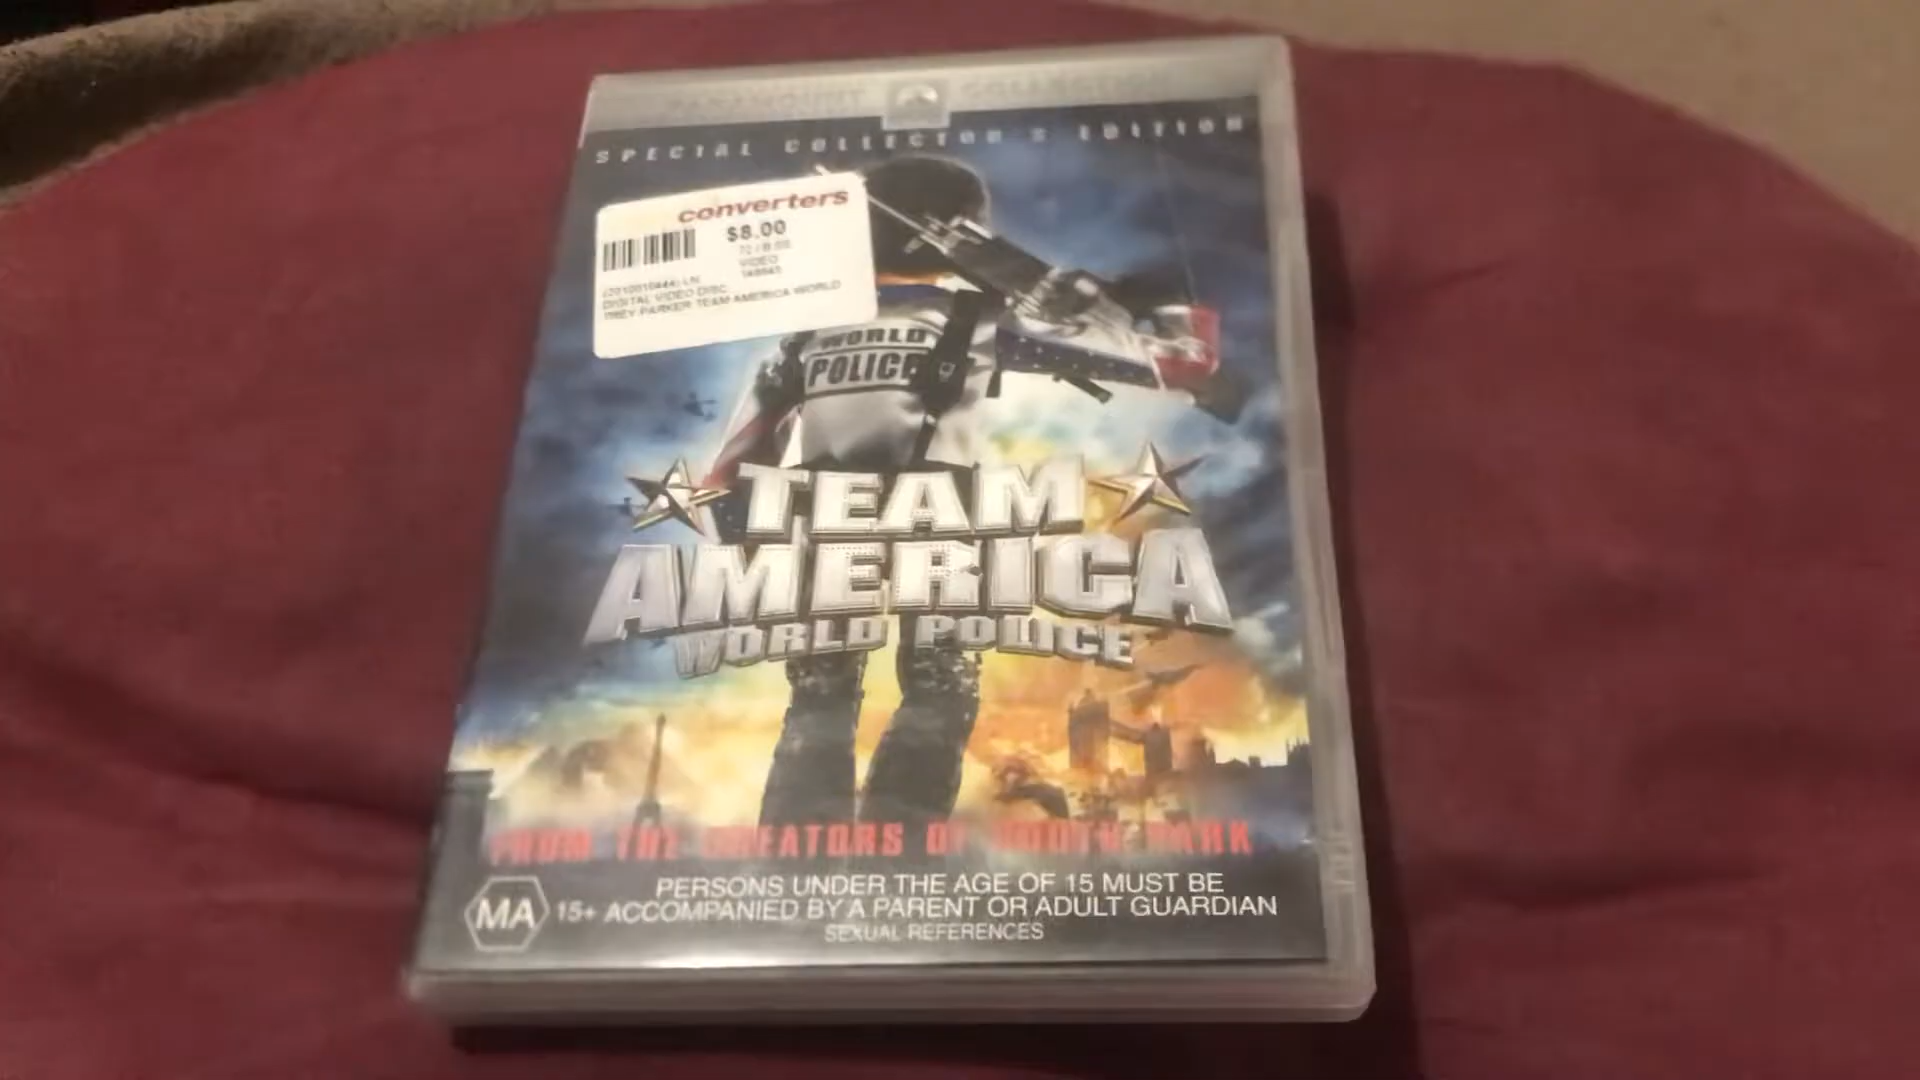 PARAMOUNT COLLECTION
SPECIAL COLLECTOR'S EDITION
converters
$8.00
VIDEO
DIGITAL VIDEO DISC
TREY PARKER TEAM AMERICA WORLD
WORLD
POLICE
TEAM
AMERICA
WORLD POLICE
FROM THE CREATORS OF SOUTH PARK
PERSONS UNDER THE AGE OF 15 MUST BE
MA 15+ ACCOMPANIED BY A PARENT OR ADULT GUARDIAN
SEXUAL REFERENCES